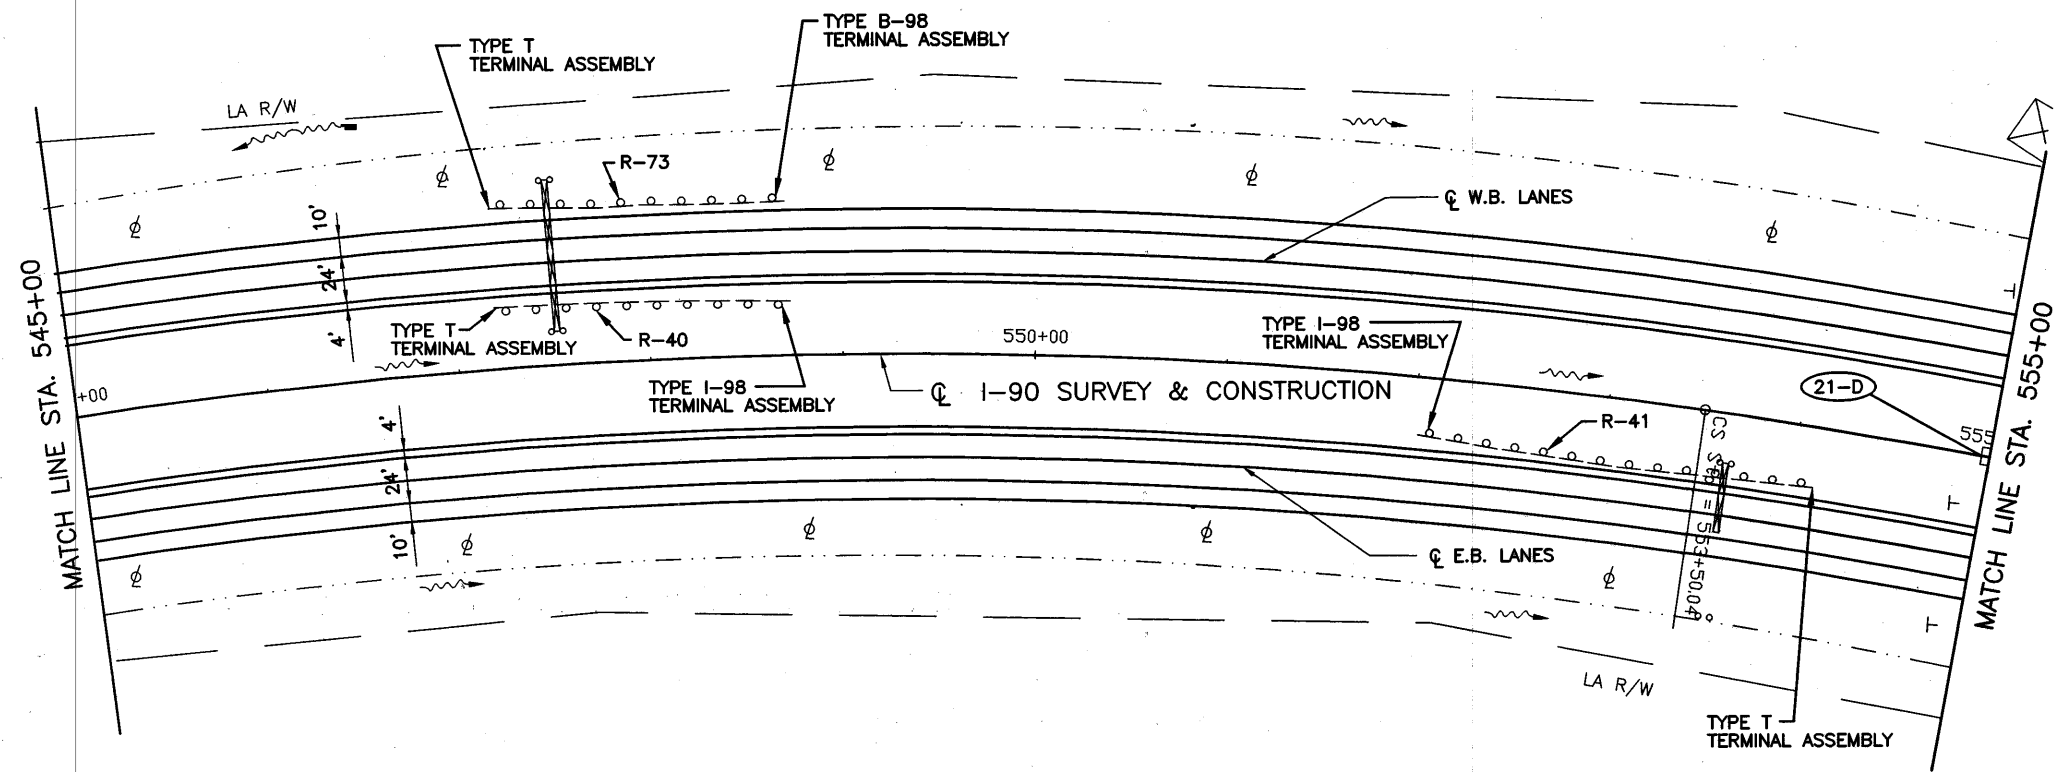 TYPE B-98
TERMINAL ASSEMBLY
TYPE T
TERMINAL ASSEMBLY
LA R/W
R-73
℄ W.B. LANES
10'
24'
4'
MATCH LINE STA. 545+00
TYPE T
TERMINAL ASSEMBLY
R-40
550+00
TYPE I-98
TERMINAL ASSEMBLY
+00
TYPE I-98
TERMINAL ASSEMBLY
℄ I-90 SURVEY & CONSTRUCTION
21-D
MATCH LINE STA. 555+00
4'
24'
10'
R-41
555
CS
= 553+50.04
℄ E.B. LANES
LA R/W
TYPE T
TERMINAL ASSEMBLY